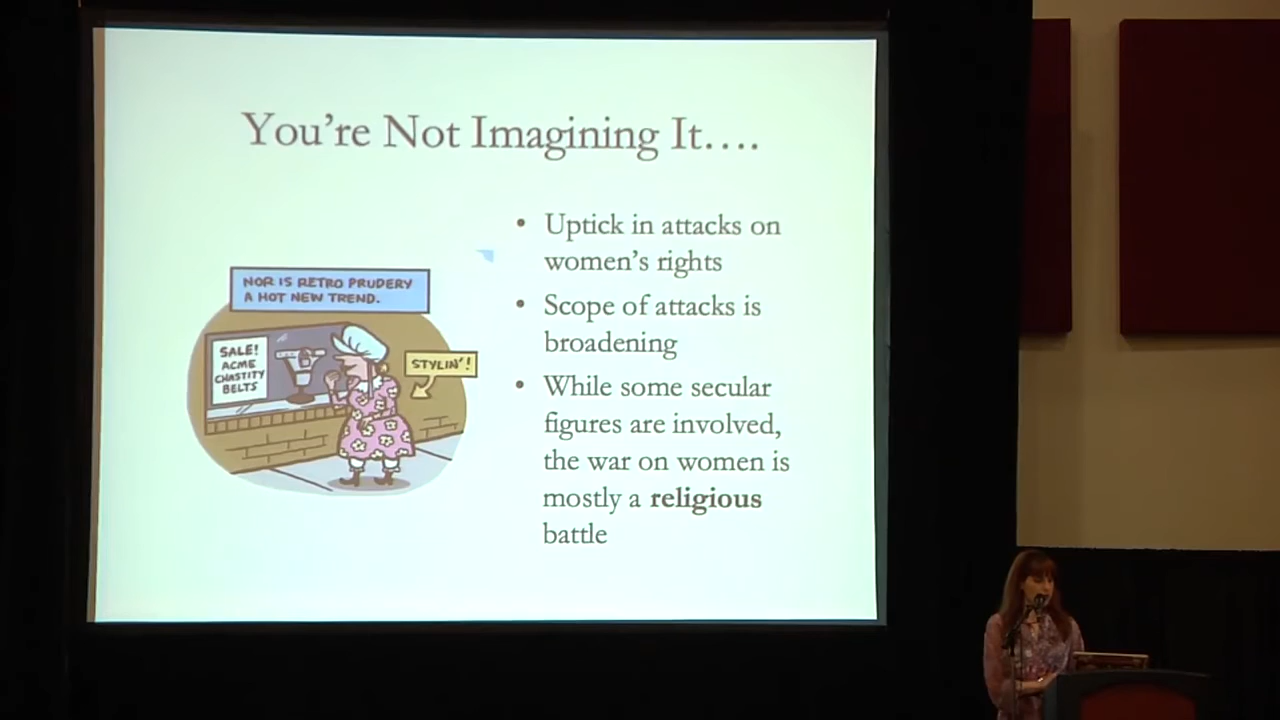 You're Not Imagining It....
NOR IS RETRO PRUDERY
A HOT NEW TREND.
SALE!
ACME
CHASTITY
BELTS
STYLIN'!
• Uptick in attacks on
women's rights
• Scope of attacks is
broadening
• While some secular
figures are involved,
the war on women is
mostly a religious
battle